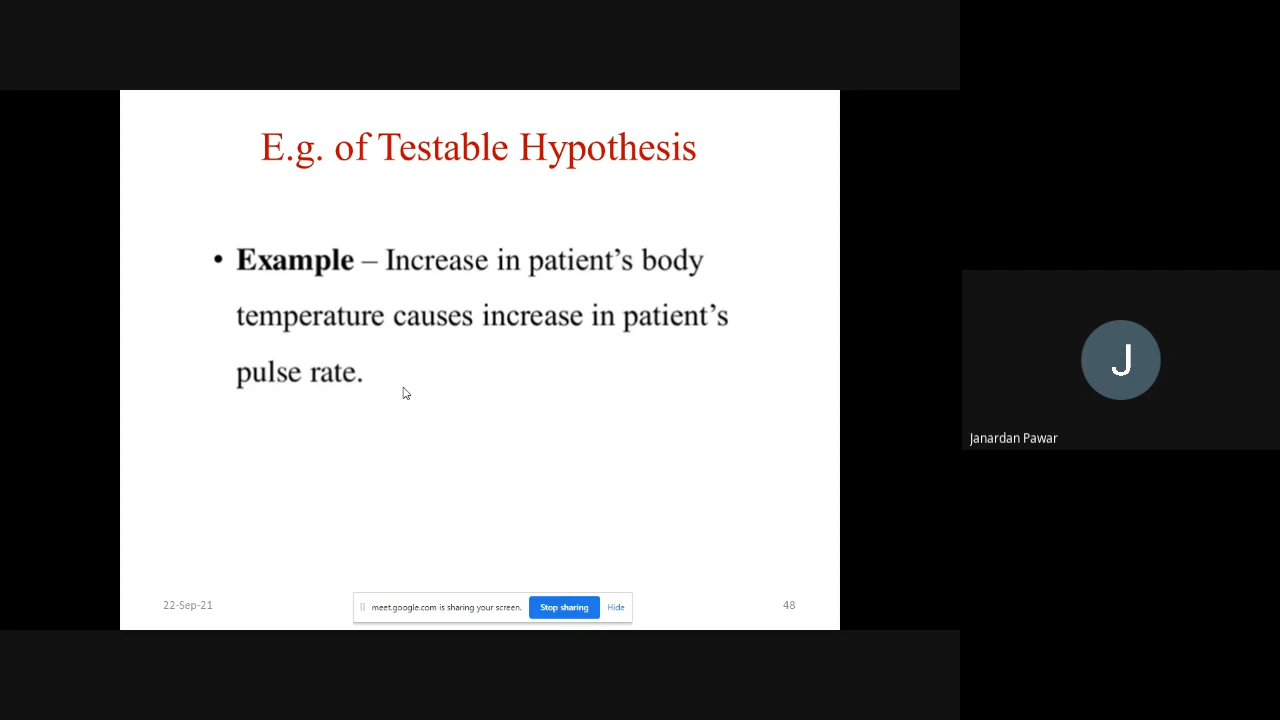 E.g. of Testable Hypothesis
• Example – Increase in patient’s body
temperature causes increase in patient’s
pulse rate.
J
Janardan Pawar
22-Sep-21
meet.google.com is sharing your screen.
Stop sharing
Hide
48